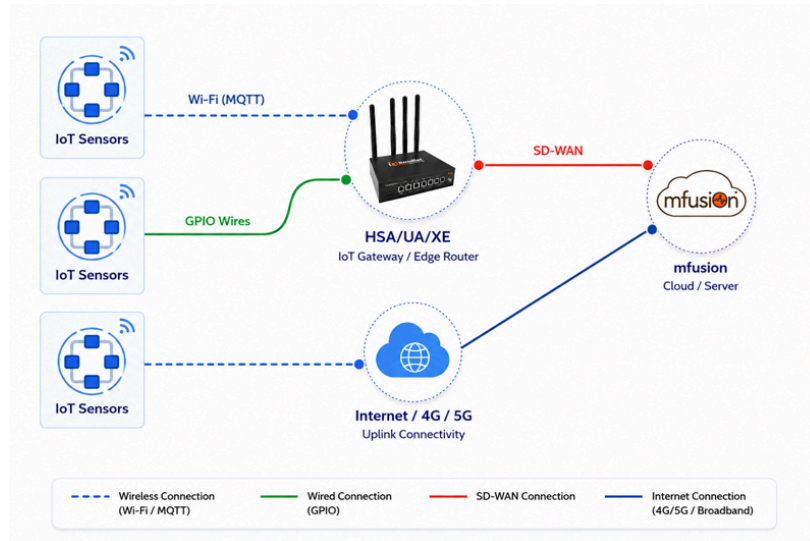 IoT Sensors
Wi-Fi (MQTT)
IoT Sensors
GPIO Wires
HSA/UA/XE
IoT Gateway / Edge Router
SD-WAN
mfusion
mfusion
Cloud / Server
IoT Sensors
Internet / 4G / 5G
Uplink Connectivity
Wireless Connection
(Wi-Fi / MQTT)
Wired Connection
(GPIO)
SD-WAN Connection
Internet Connection
(4G/5G / Broadband)